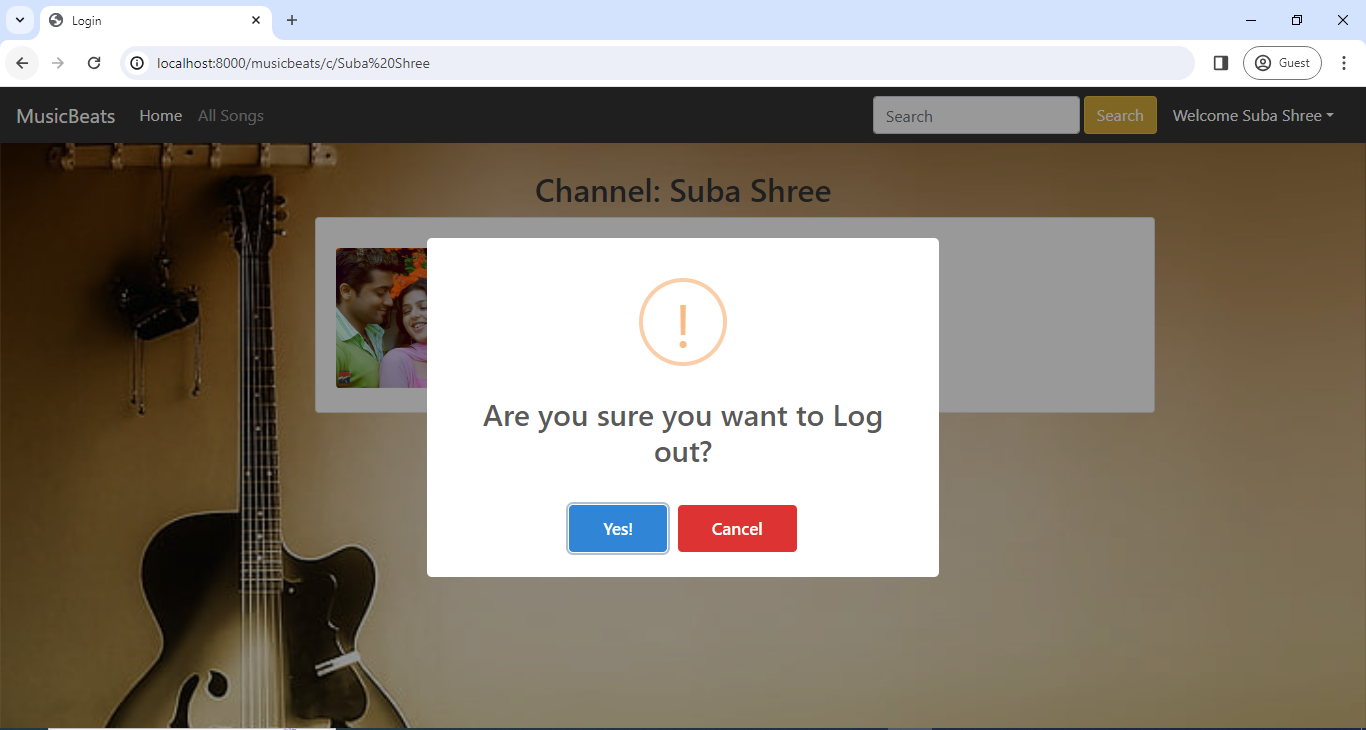 Login
localhost:8000/musicbeats/c/Suba%20Shree
Guest
MusicBeats Home All Songs Search Search Welcome Suba Shree
Channel: Suba Shree
!
Are you sure you want to Log
out?
Yes! Cancel